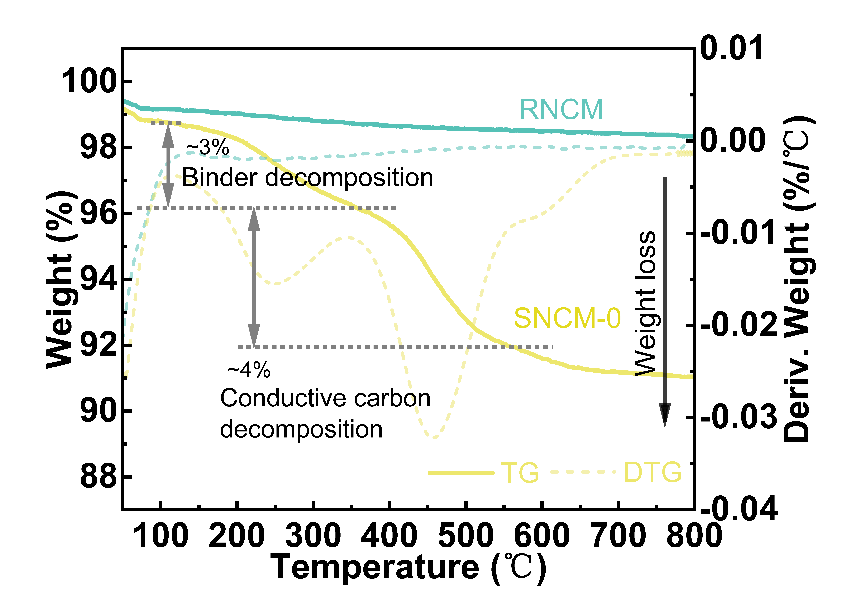 0.01
100
RNCM
98
0.00
~3%
Binder decomposition
96
-0.01
94
SNCM-0
92
-0.02
~4%
Conductive carbon
decomposition
90
-0.03
88
TG
DTG
-0.04
100 200 300 400 500 600 700 800
Temperature (℃)
Weight (%)
Weight loss
Deriv. Weight (%/℃)